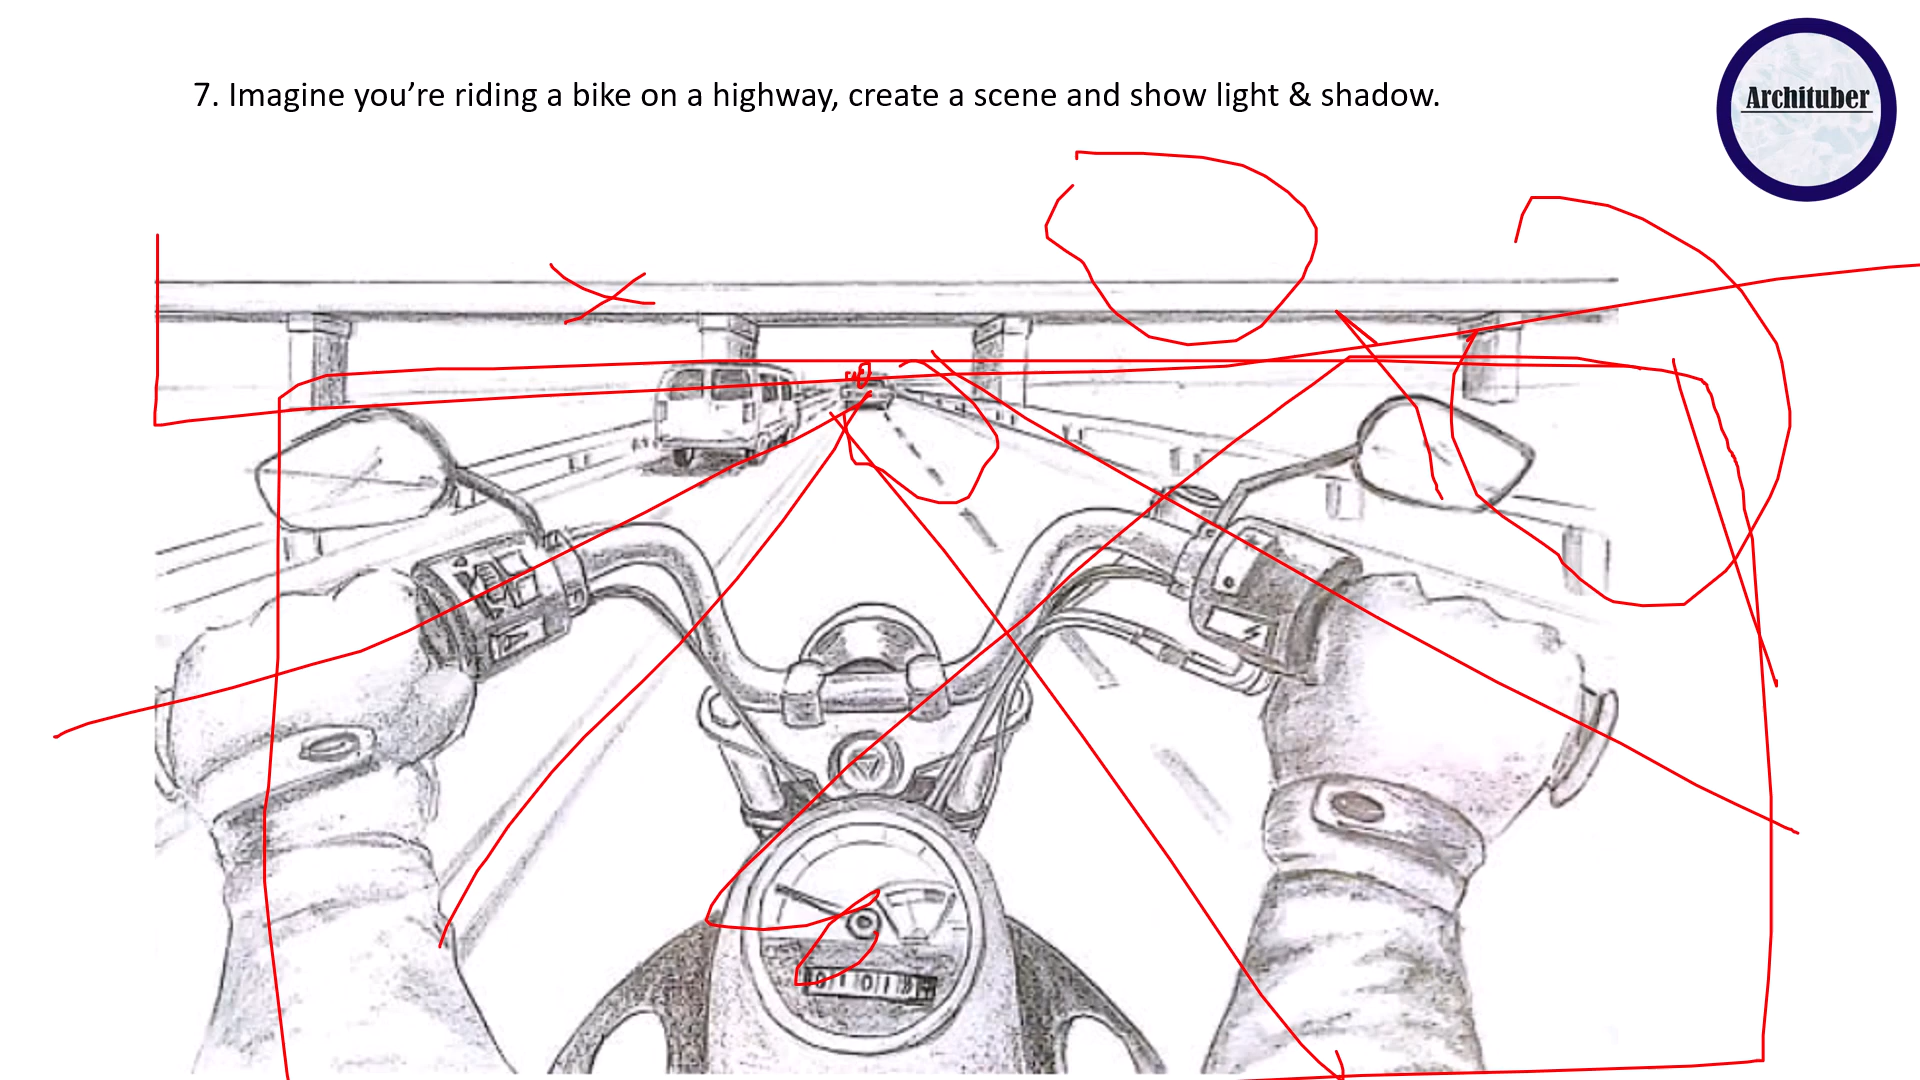 7. Imagine you’re riding a bike on a highway, create a scene and show light & shadow.
Archituber